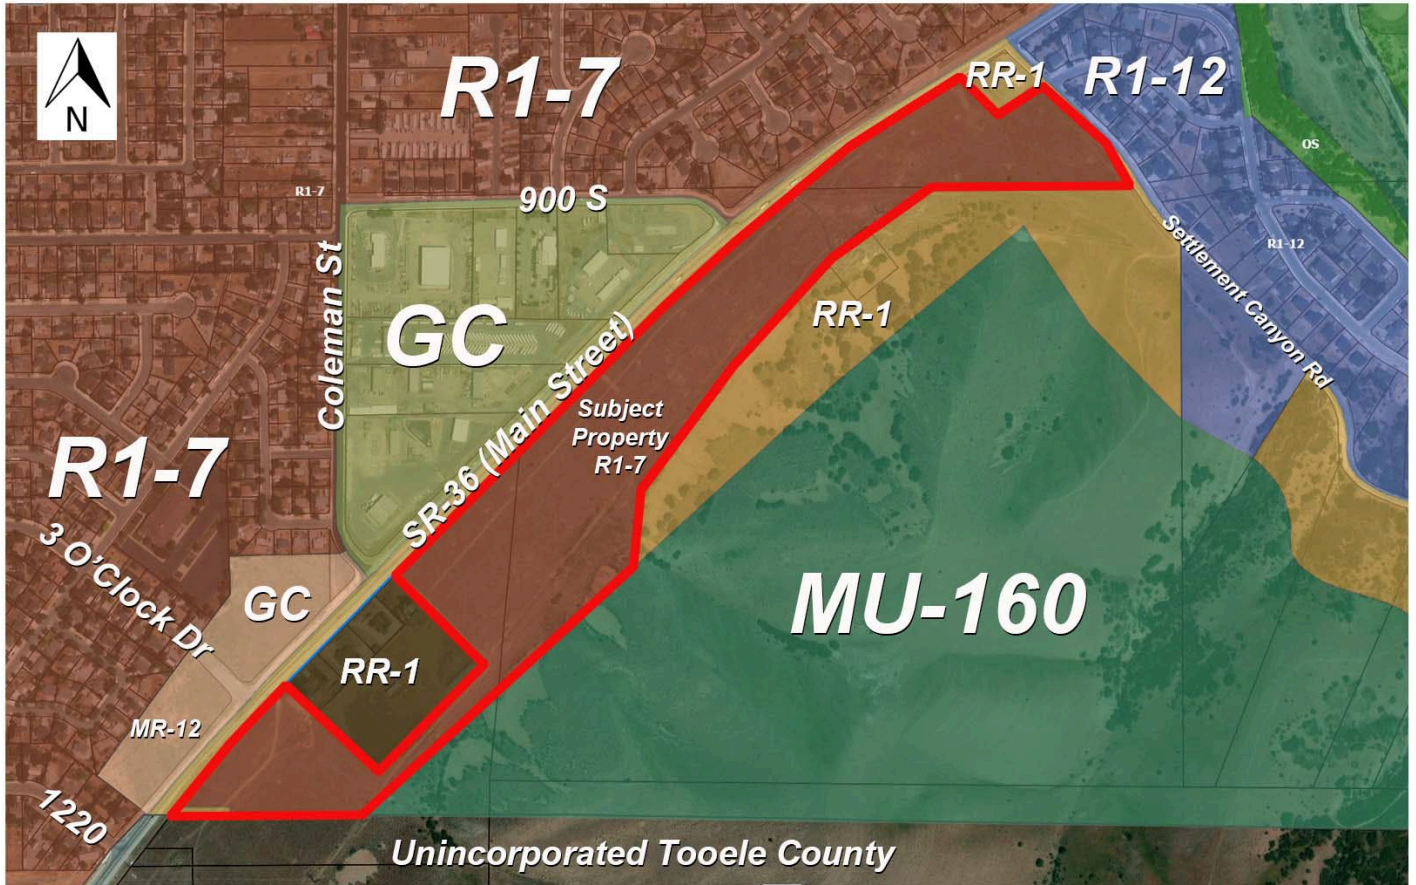 N
R1-7
RR-1
R1-12
OS
R1-7
900 S
Settlement Canyon Rd
R1-12
Coleman St
GC
SR-36 (Main Street)
RR-1
Subject
Property
R1-7
R1-7
3 O'Clock Dr
GC
MU-160
RR-1
MR-12
1220
Unincorporated Tooele County